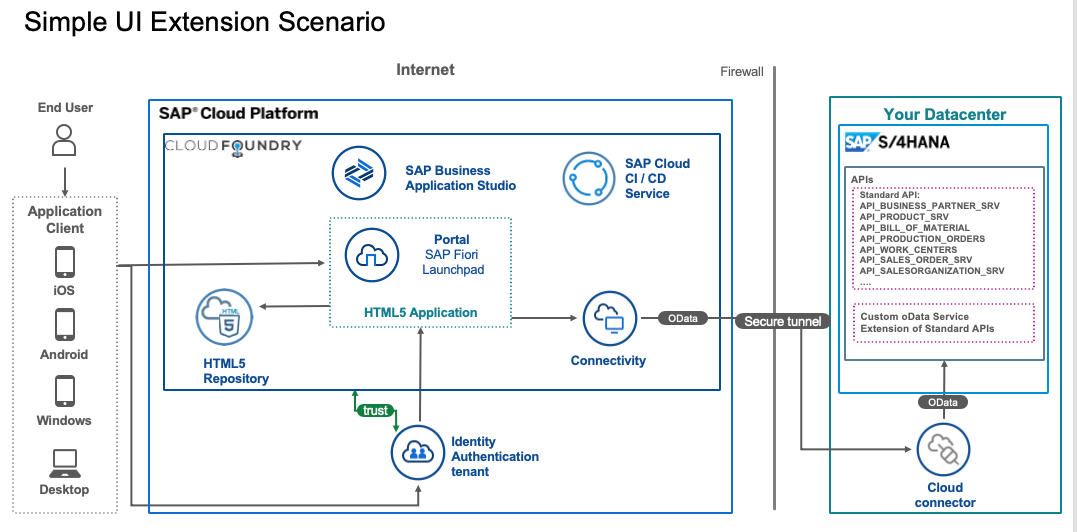 Simple UI Extension Scenario
Internet
Firewall
End User
SAP® Cloud Platform
Your Datacenter
CLOUD FOUNDRY
SAP Business
Application Studio
SAP Cloud
CI / CD
Service
SAP S/4HANA
APIs
Standard API:
API_BUSINESS_PARTNER_SRV
API_PRODUCT_SRV
API_BILL_OF_MATERIAL
API_PRODUCTION_ORDERS
API_WORK_CENTERS
API_SALES_ORDER_SRV
API_SALESORGANIZATION_SRV
....
Application
Client
iOS
Android
Windows
Desktop
Portal
SAP Fiori
Launchpad
HTML5 Application
HTML
5
HTML5
Repository
Connectivity
OData
Secure tunnel
Custom oData Service
Extension of Standard APIs
trust
Identity
Authentication
tenant
OData
Cloud
connector